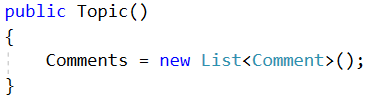 public Topic()
{
    Comments = new List<Comment>();
}